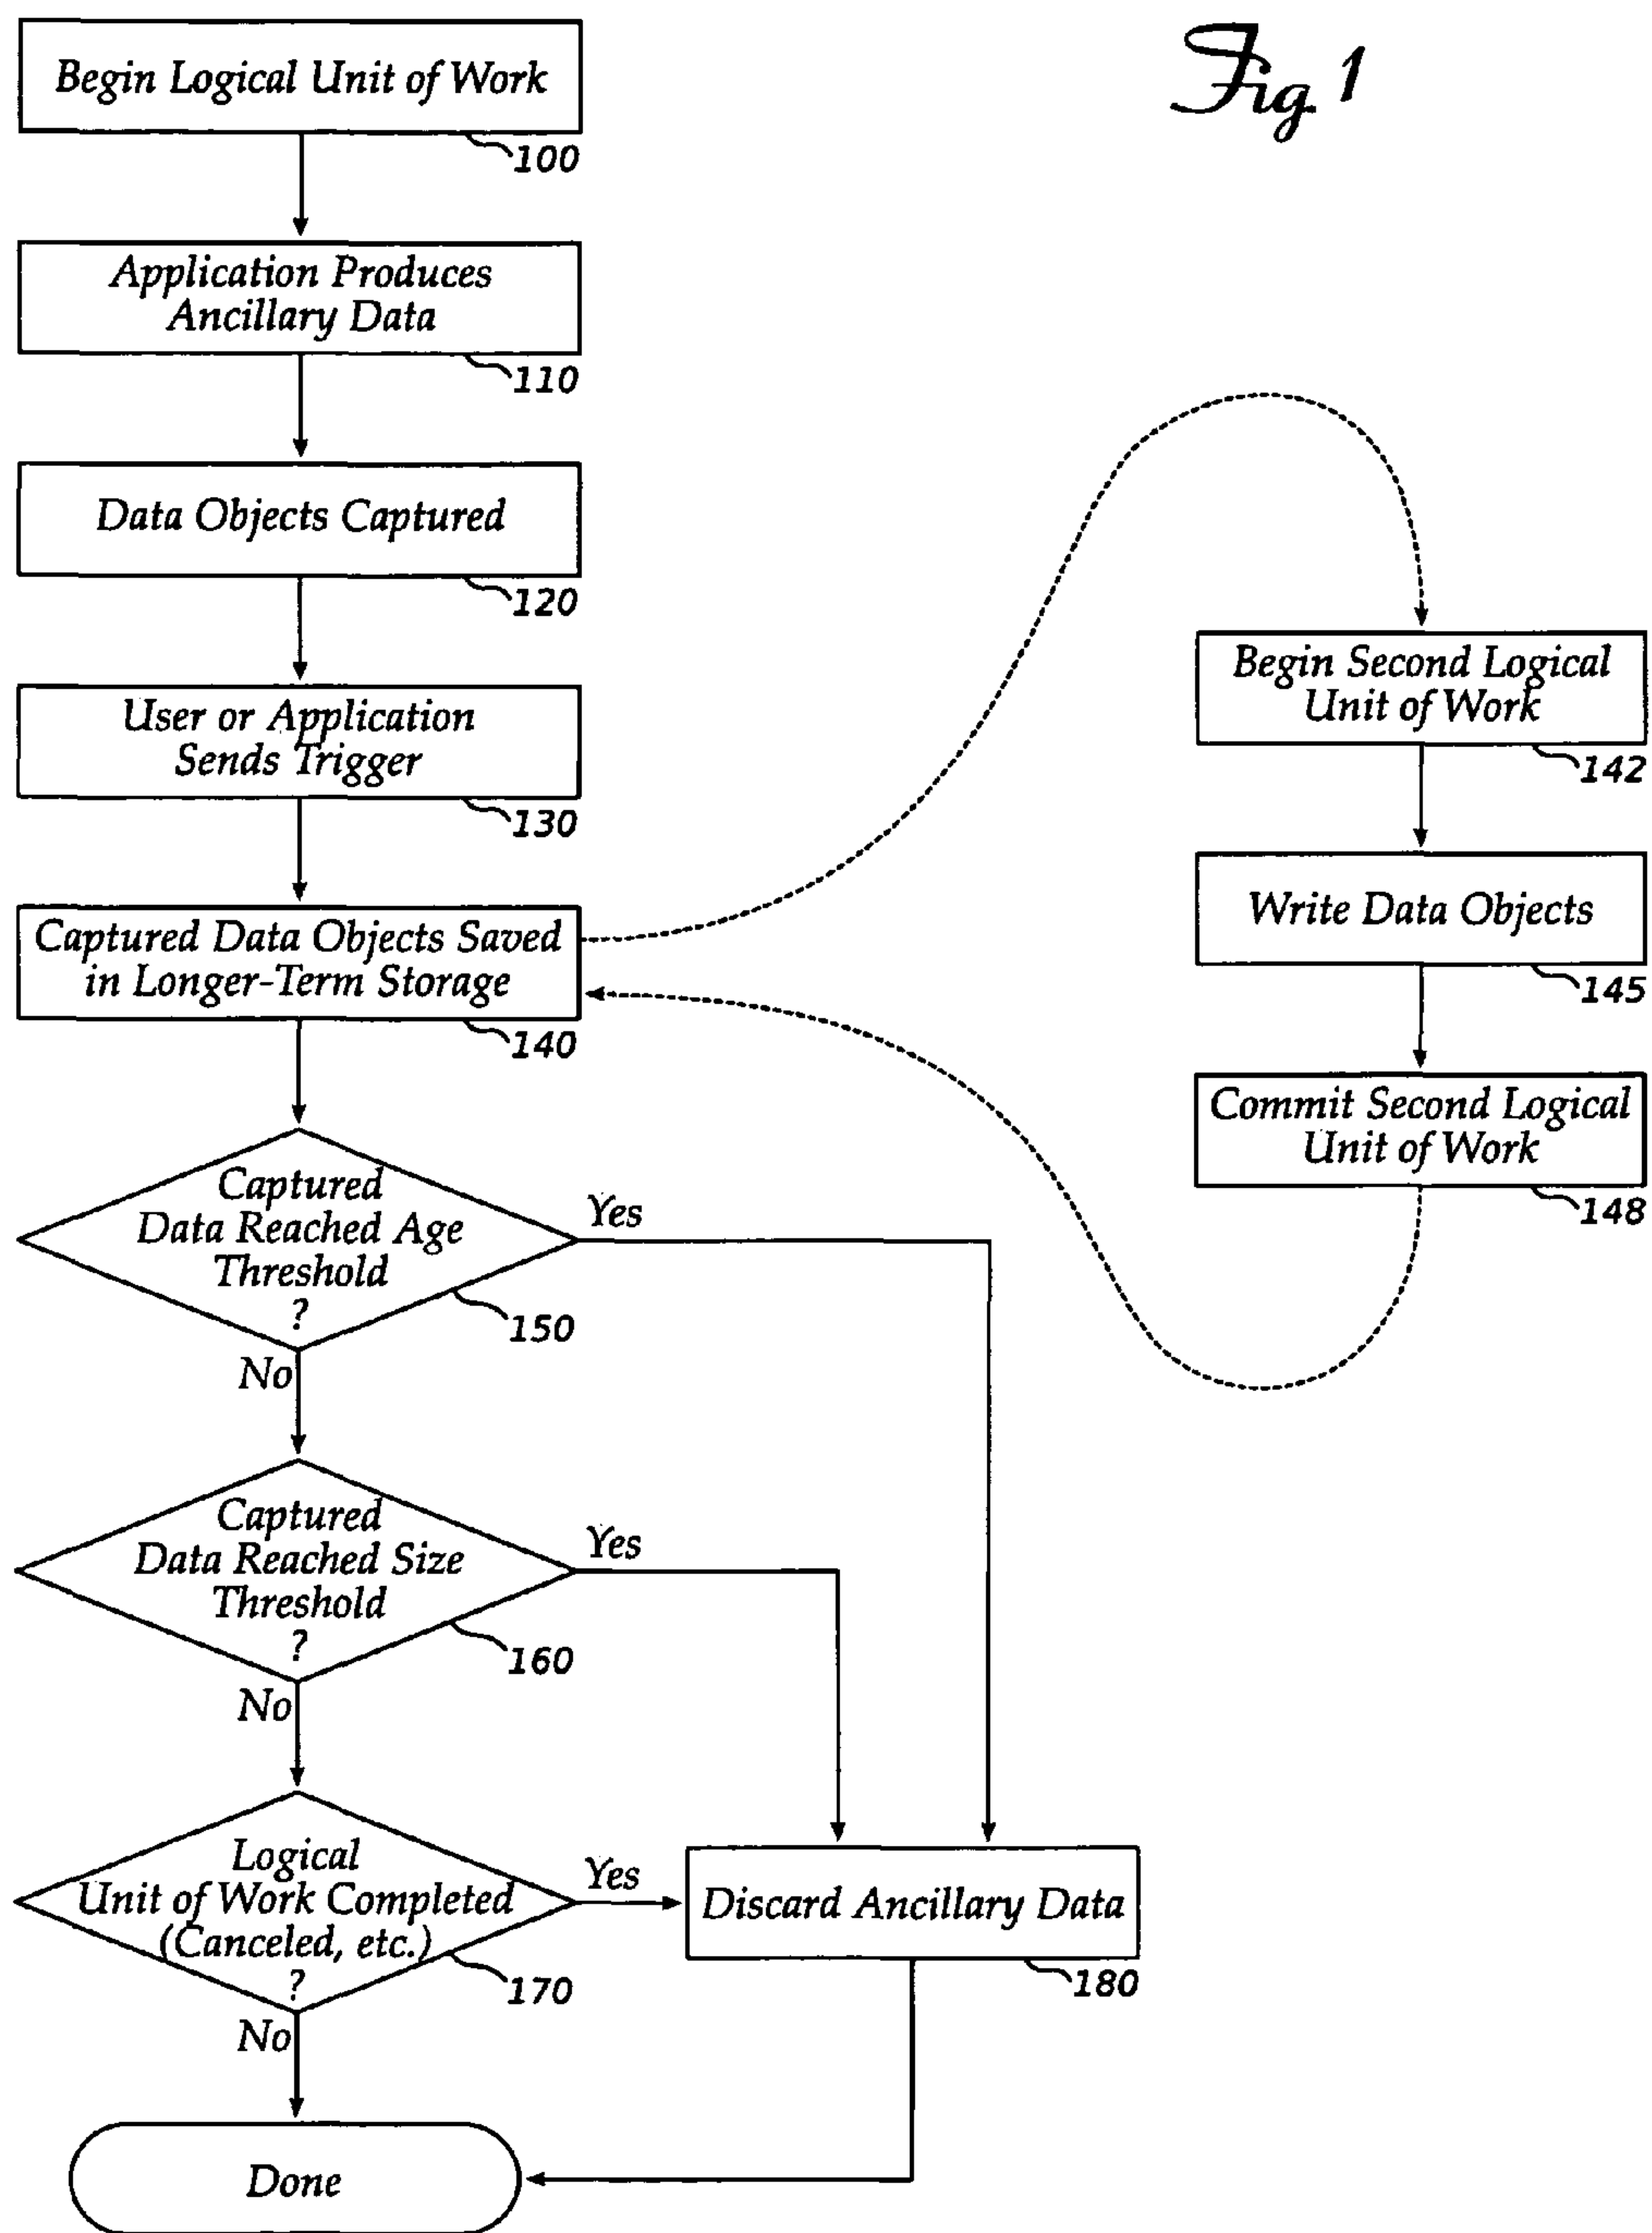 Fig. 1
Begin Logical Unit of Work
100
Application Produces
Ancillary Data
110
Data Objects Captured
120
User or Application
Sends Trigger
130
Captured Data Objects Saved
in Longer-Term Storage
140
Begin Second Logical
Unit of Work
142
Write Data Objects
145
Commit Second Logical
Unit of Work
148
Captured
Data Reached Age
Threshold
?
150
Yes
No
Captured
Data Reached Size
Threshold
?
160
Yes
No
Logical
Unit of Work Completed
(Canceled, etc.)
?
170
Yes
No
Discard Ancillary Data
180
Done